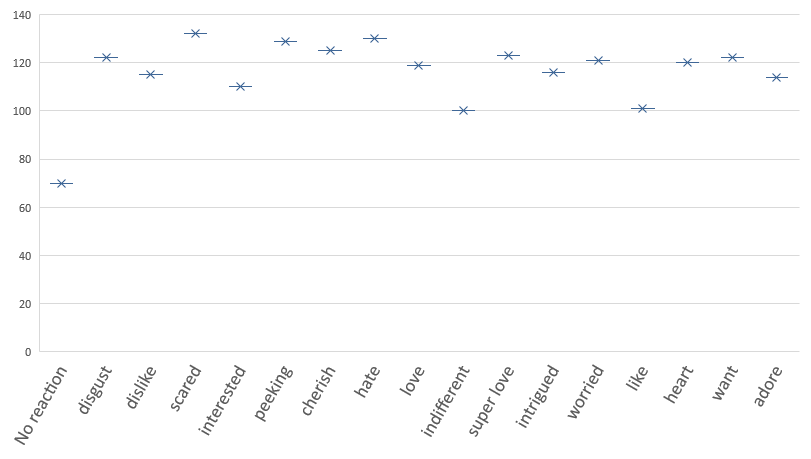 140
120
100
80
60
40
20
0
No reaction
disgust
dislike
scared
interested
peeking
cherish
hate
love
indifferent
super love
intrigued
worried
like
heart
want
adore